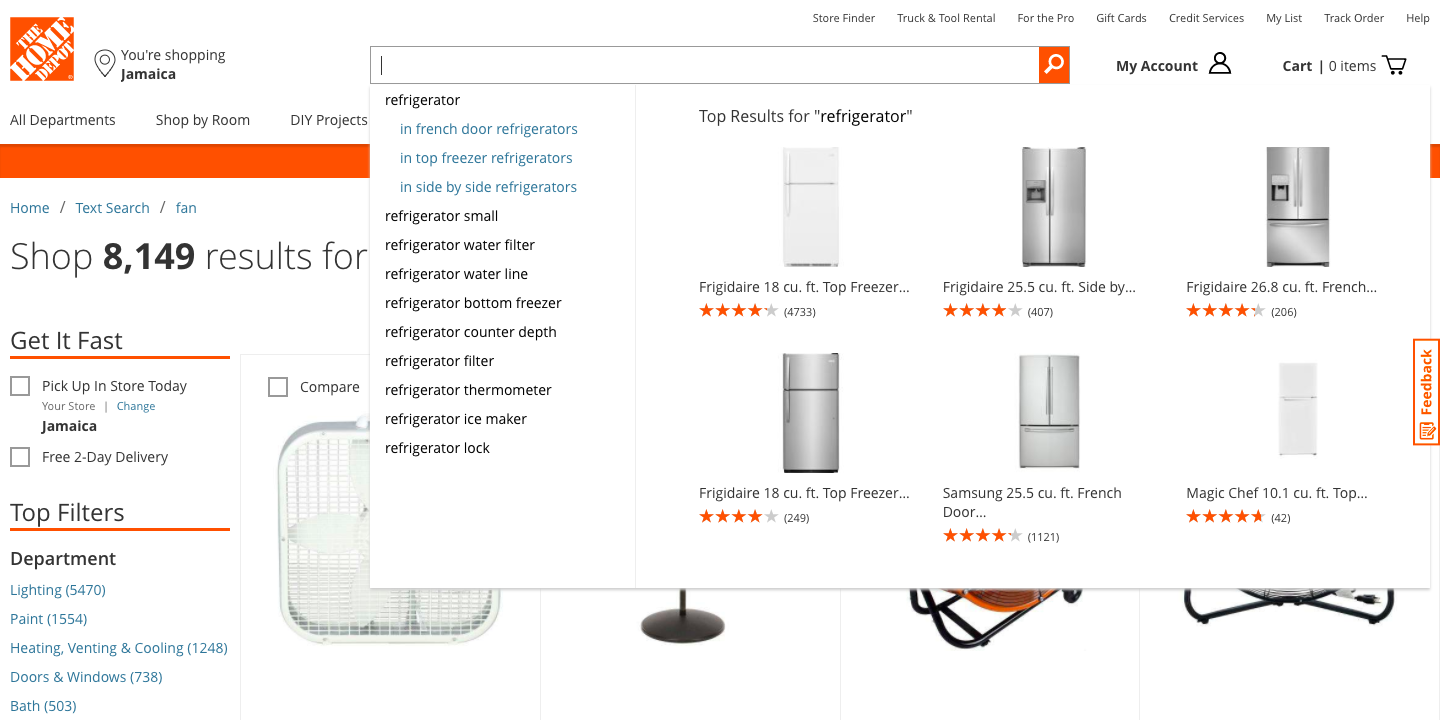 Store Finder
Truck & Tool Rental
For the Pro
Gift Cards
Credit Services
My List
Track Order
Help
THE HOME DEPOT
You're shopping
Jamaica
My Account
Cart | 0 items
All Departments
Shop by Room
DIY Projects
refrigerator
in french door refrigerators
in top freezer refrigerators
in side by side refrigerators
refrigerator small
refrigerator water filter
refrigerator water line
refrigerator bottom freezer
refrigerator counter depth
refrigerator filter
refrigerator thermometer
refrigerator ice maker
refrigerator lock
Top Results for "refrigerator"
Frigidaire 18 cu. ft. Top Freezer...
(4733)
Frigidaire 25.5 cu. ft. Side by...
(407)
Frigidaire 26.8 cu. ft. French...
(206)
Frigidaire 18 cu. ft. Top Freezer...
(249)
Samsung 25.5 cu. ft. French
Door...
(1121)
Magic Chef 10.1 cu. ft. Top...
(42)
Feedback
Home / Text Search / fan
Shop 8,149 results for
Get It Fast
Pick Up In Store Today
Your Store | Change
Jamaica
Free 2-Day Delivery
Compare
Top Filters
Department
Lighting (5470)
Paint (1554)
Heating, Venting & Cooling (1248)
Doors & Windows (738)
Bath (503)